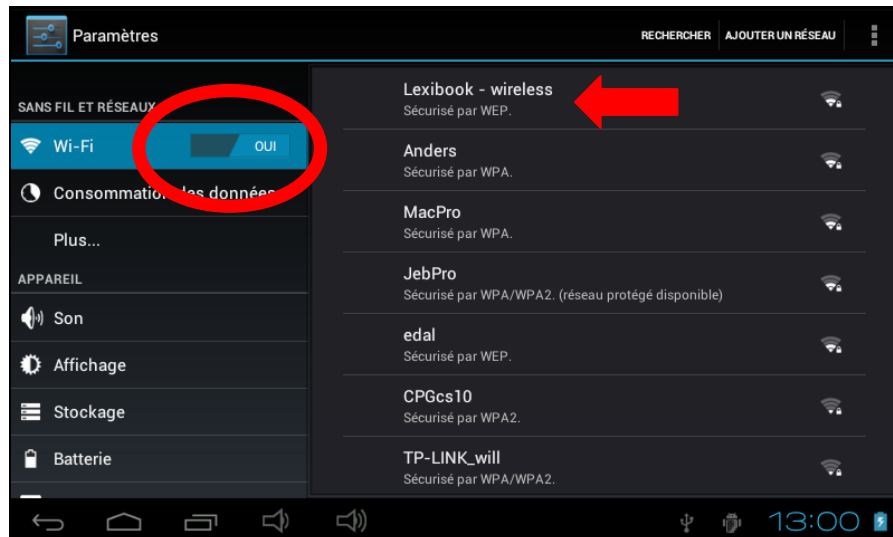 Paramètres
RECHERCHER AJOUTER UN RÉSEAU
SANS FIL ET RÉSEAUX
Wi-Fi OUI
Consommation des données
Plus...
APPAREIL
Son
Affichage
Stockage
Batterie
Lexibook - wireless
Sécurisé par WEP.
Anders
Sécurisé par WPA.
MacPro
Sécurisé par WPA.
JebPro
Sécurisé par WPA/WPA2. (réseau protégé disponible)
edal
Sécurisé par WEP.
CPGcs10
Sécurisé par WPA2.
TP-LINK_will
Sécurisé par WPA/WPA2.
13:00